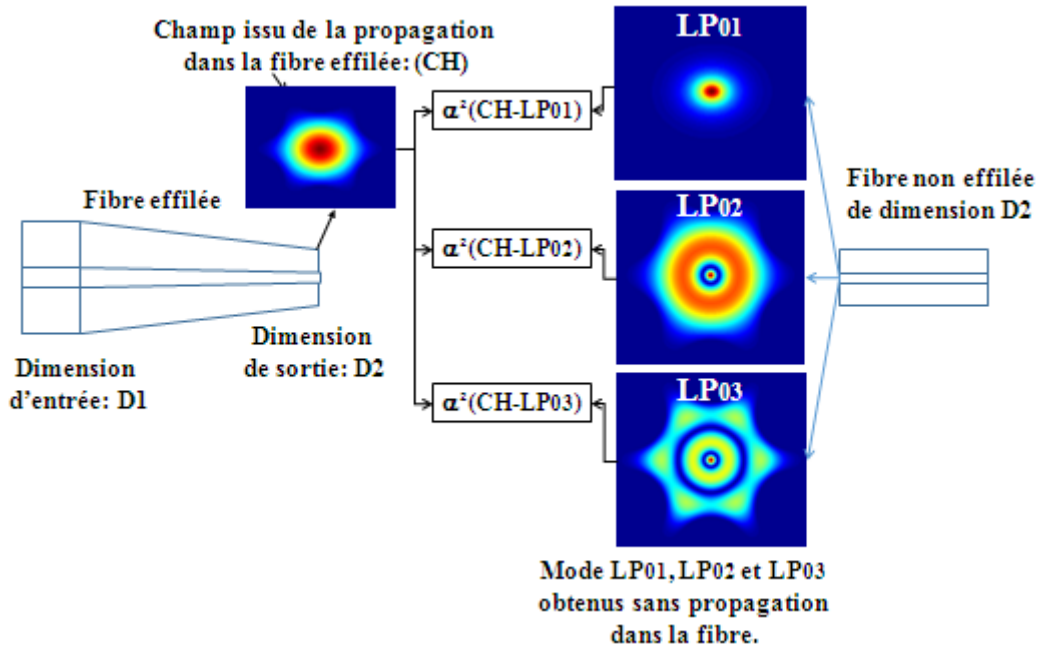 Champ issu de la propagation
dans la fibre effilée: (CH)
LP01
α²(CH-LP01)
Fibre effilée
Fibre non effilée
de dimension D2
LP02
α²(CH-LP02)
Dimension
de sortie: D2
Dimension
d'entrée: D1
LP03
α²(CH-LP03)
Mode LP01, LP02 et LP03
obtenus sans propagation
dans la fibre.